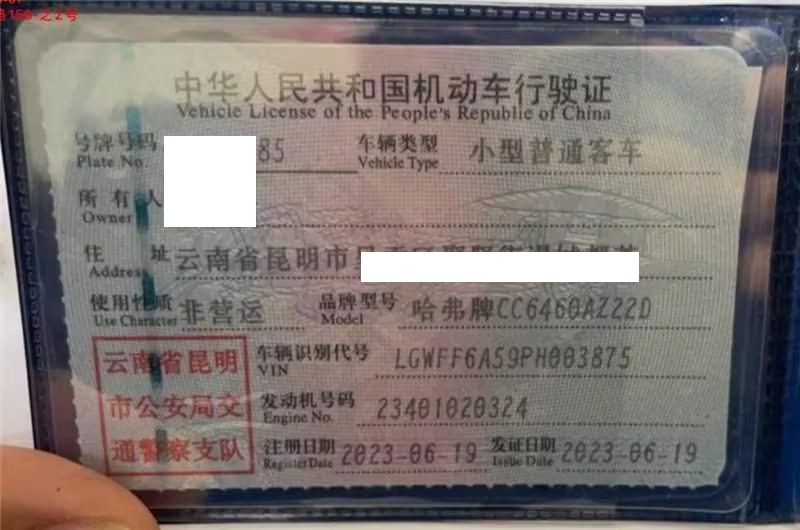 159-之2号
中华人民共和国机动车行驶证
Vehicle License of the People's Republic of China
号牌号码 85 车辆类型 小型普通客车
Plate No. Vehicle Type
所有人
Owner
住址 云南省昆明市
Address
使用性质 非营运 品牌型号 哈弗牌CC6460AZ22D
Use Character Model
云南省昆明 车辆识别代号 LGWFF6A59PH003875
VIN
市公安局交 发动机号码 23401020324
Engine No.
通警察支队 注册日期 2023-06-19 发证日期 2023-06-19
Register Date Issue Date